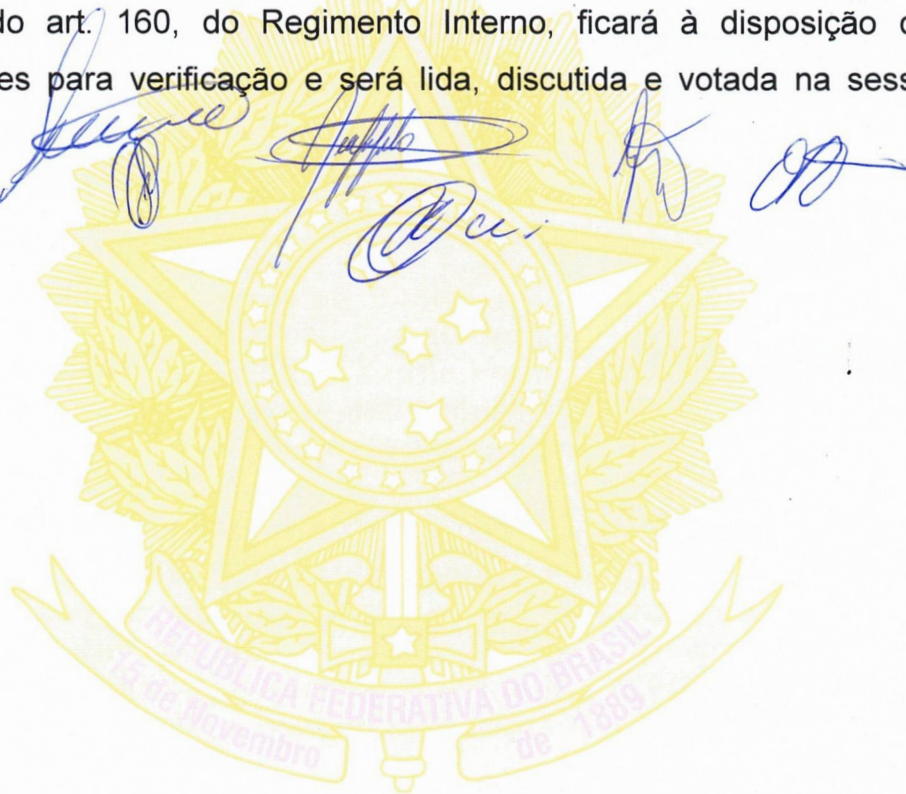 do art. 160, do Regimento Interno, ficará à disposição
es para verificação e será lida, discutida e votada na sess
REPUBLICA FEDERATIVA DO BRASIL
15 de Novembro de 1889